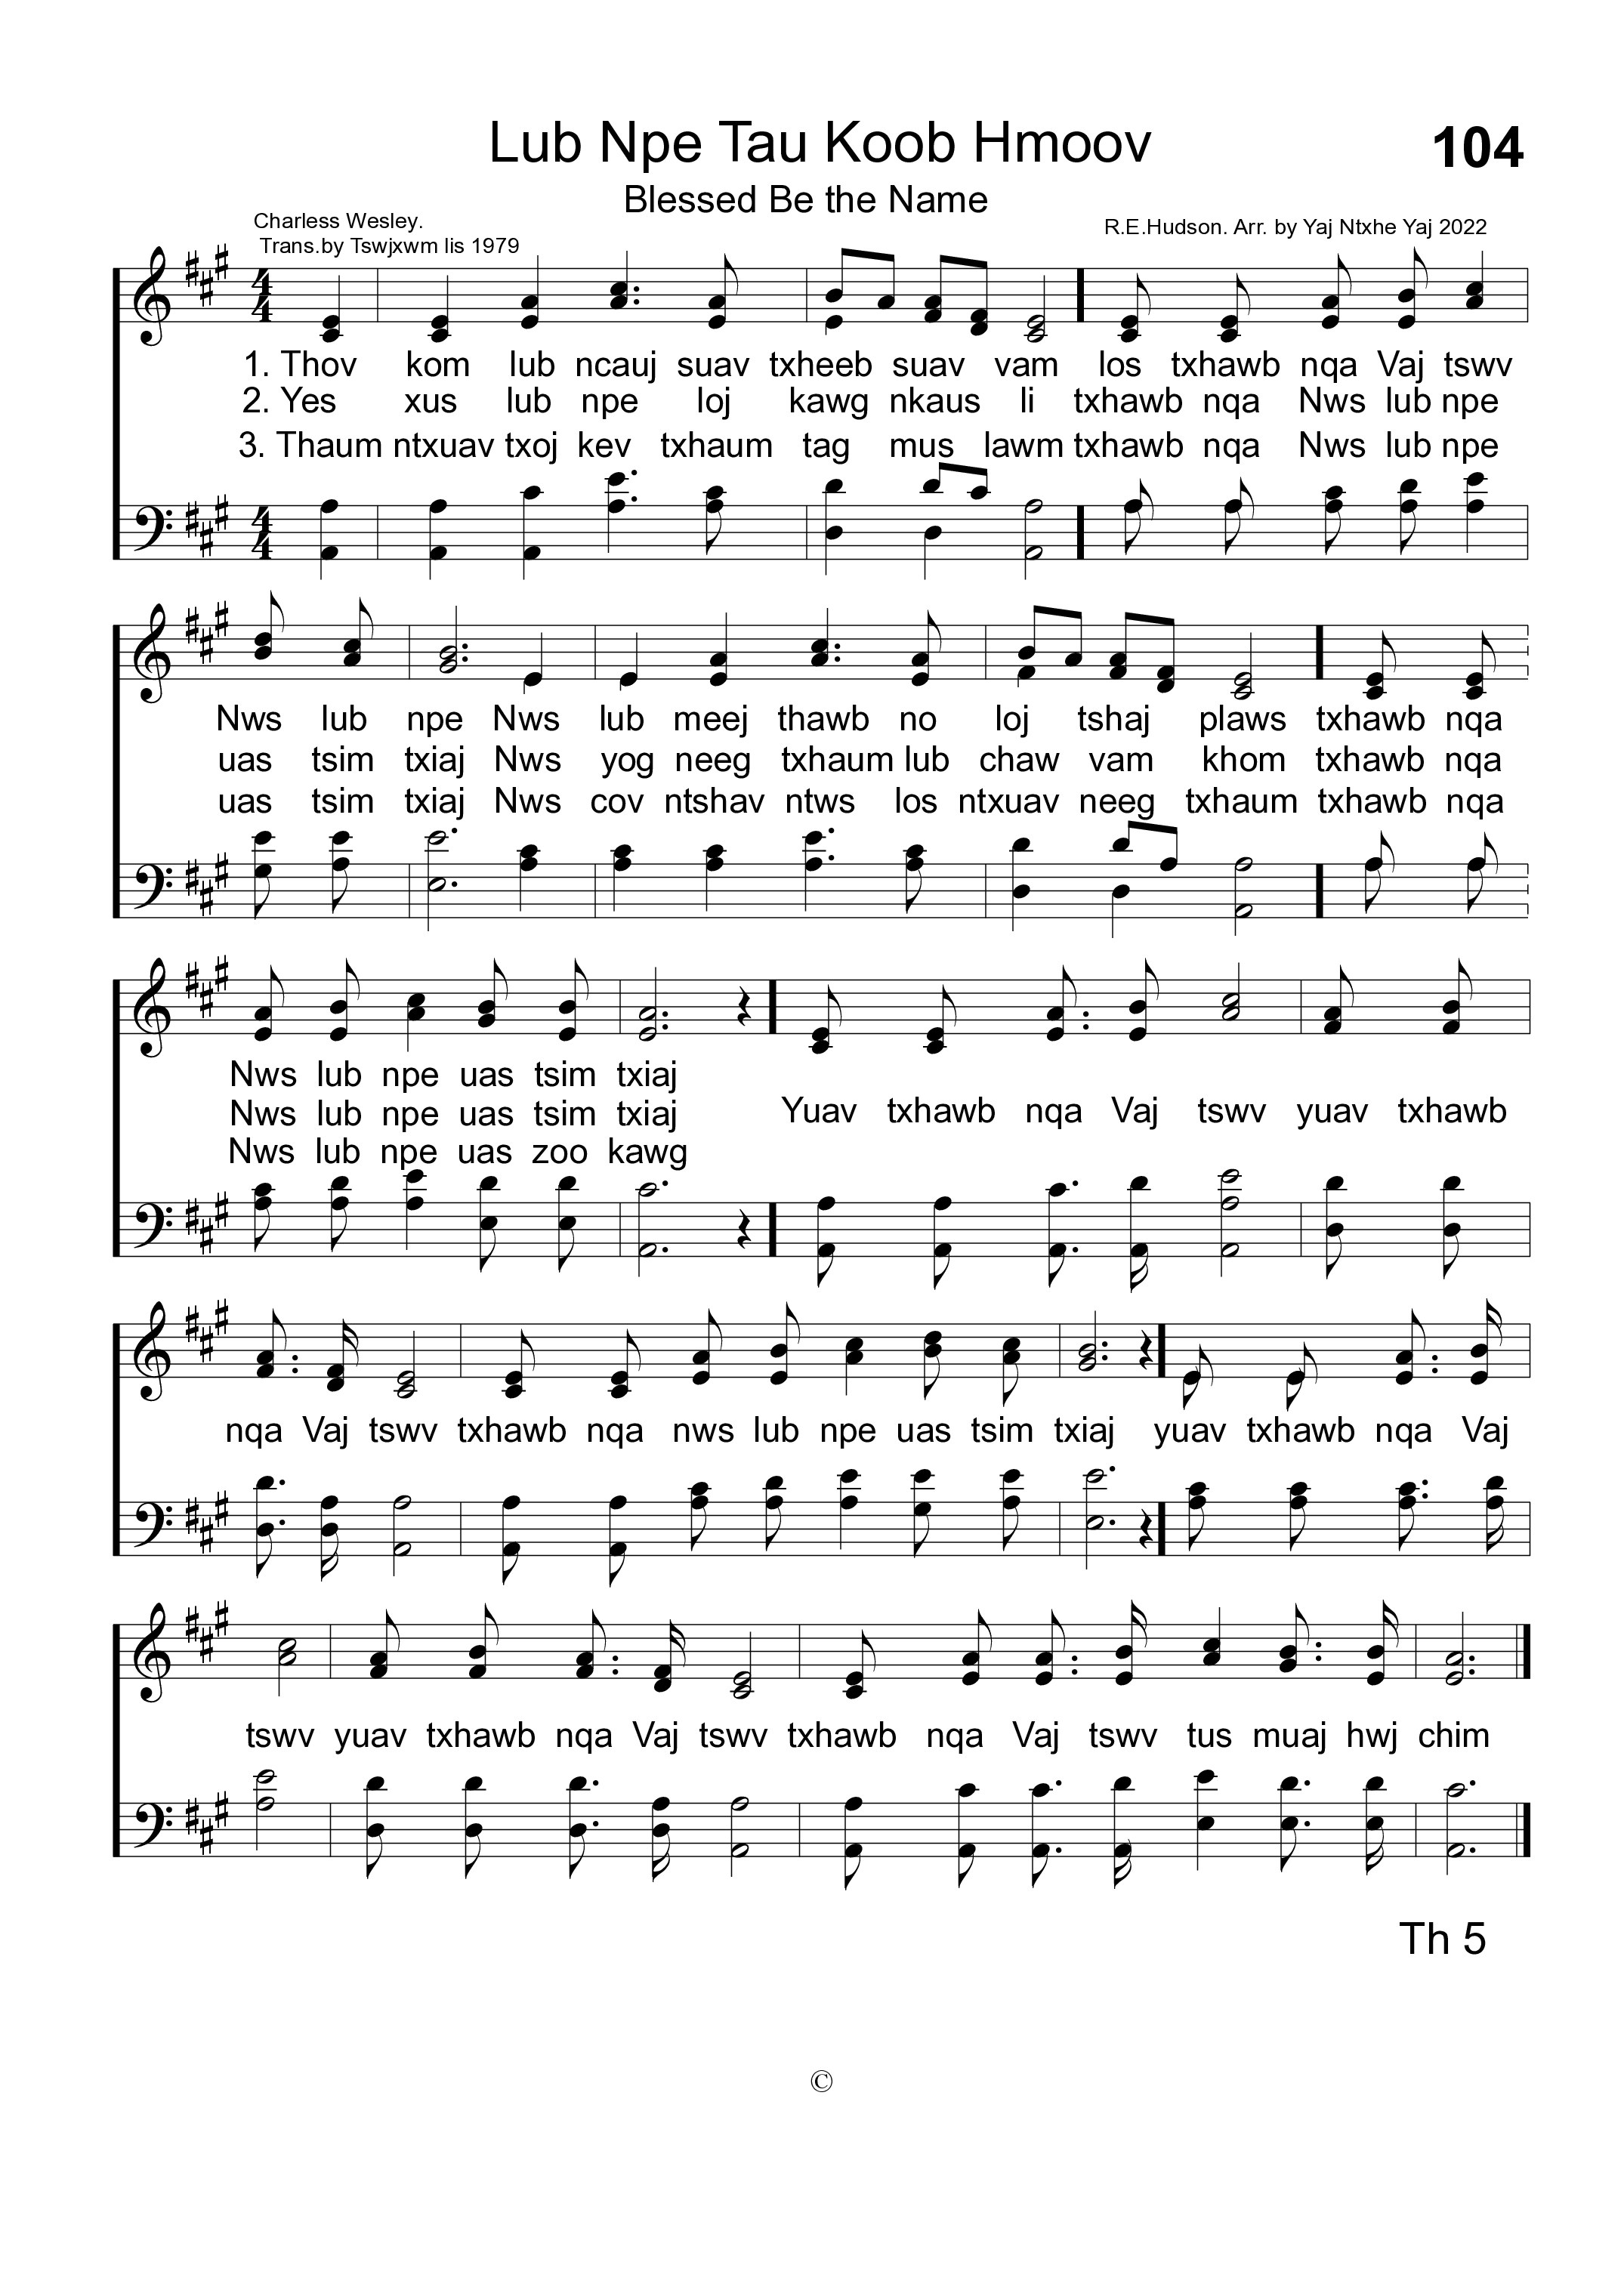 Lub Npe Tau Koob Hmoov
104
Blessed Be the Name
Charless Wesley.
Trans.by Tswjxwm lis 1979
R.E.Hudson. Arr. by Yaj Ntxhe Yaj 2022
1. Thov kom lub ncauj suav txheeb suav vam los txhawb nqa Vaj tswv
2. Yes xus lub npe loj kawg nkaus li txhawb nqa Nws lub npe
3. Thaum ntxuav txoj kev txhaum tag mus lawm txhawb nqa Nws lub npe
Nws lub npe Nws lub meej thawb no loj tshaj plaws txhawb nqa
uas tsim txiaj Nws yog neeg txhaum lub chaw vam khom txhawb nqa
uas tsim txiaj Nws cov ntshav ntws los ntxuav neeg txhaum txhawb nqa
Nws lub npe uas tsim txiaj
Nws lub npe uas tsim txiaj
Nws lub npe uas zoo kawg
Yuav txhawb nqa Vaj tswv yuav txhawb
nqa Vaj tswv txhawb nqa nws lub npe uas tsim txiaj yuav txhawb nqa Vaj
tswv yuav txhawb nqa Vaj tswv txhawb nqa Vaj tswv tus muaj hwj chim
Th 5
©